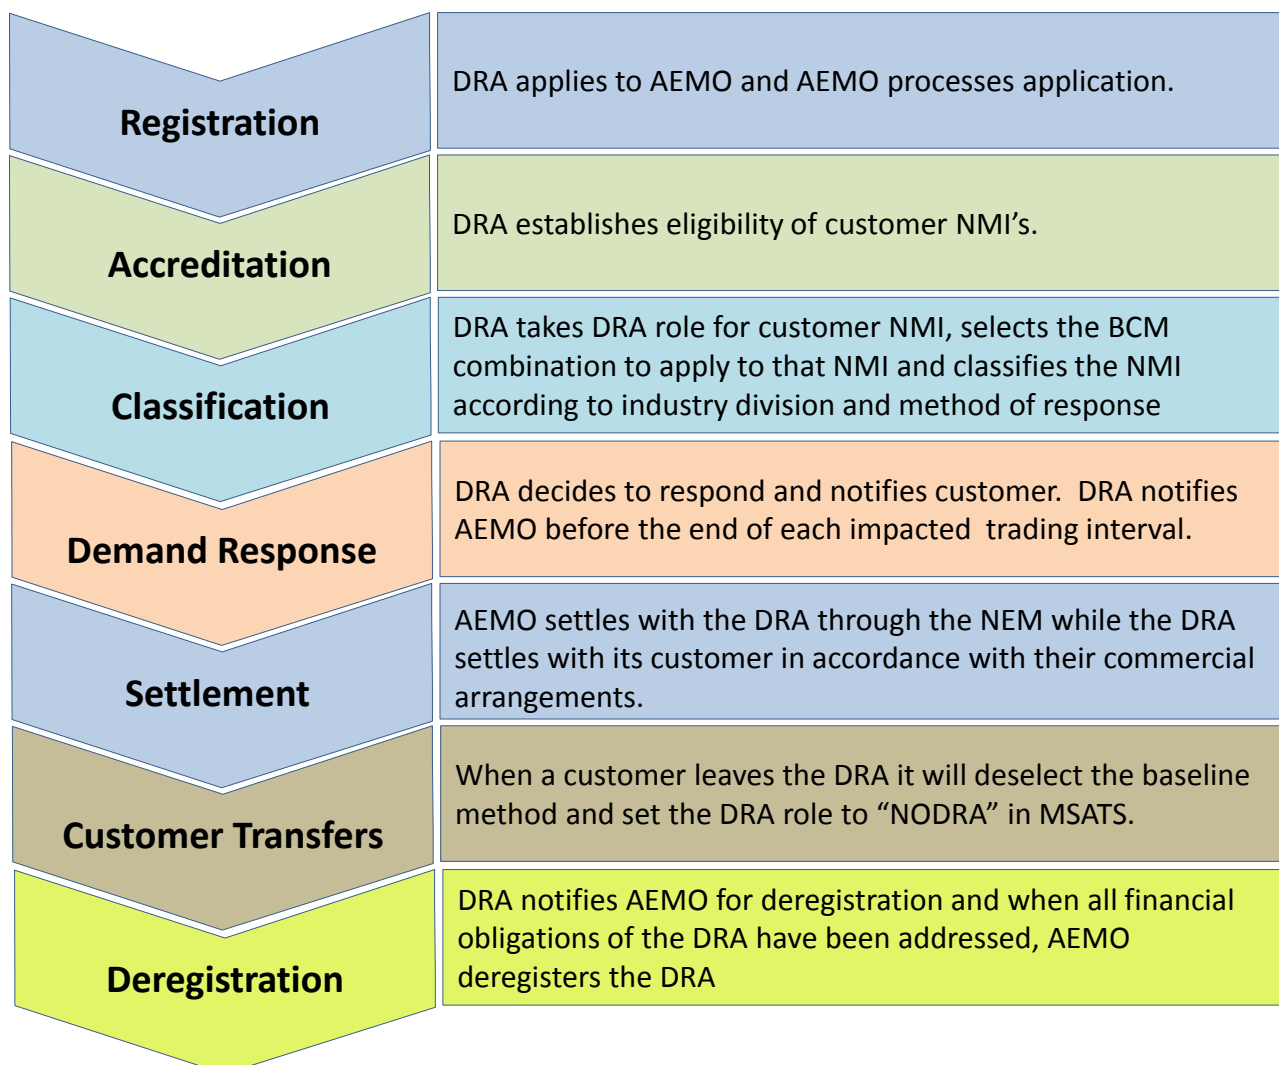 Registration
DRA applies to AEMO and AEMO processes application.
Accreditation
DRA establishes eligibility of customer NMI's.
Classification
DRA takes DRA role for customer NMI, selects the BCM
combination to apply to that NMI and classifies the NMI
according to industry division and method of response
Demand Response
DRA decides to respond and notifies customer.  DRA notifies
AEMO before the end of each impacted  trading interval.
Settlement
AEMO settles with the DRA through the NEM while the DRA
settles with its customer in accordance with their commercial
arrangements.
Customer Transfers
When a customer leaves the DRA it will deselect the baseline
method and set the DRA role to “NODRA” in MSATS.
Deregistration
DRA notifies AEMO for deregistration and when all financial
obligations of the DRA have been addressed, AEMO
deregisters the DRA